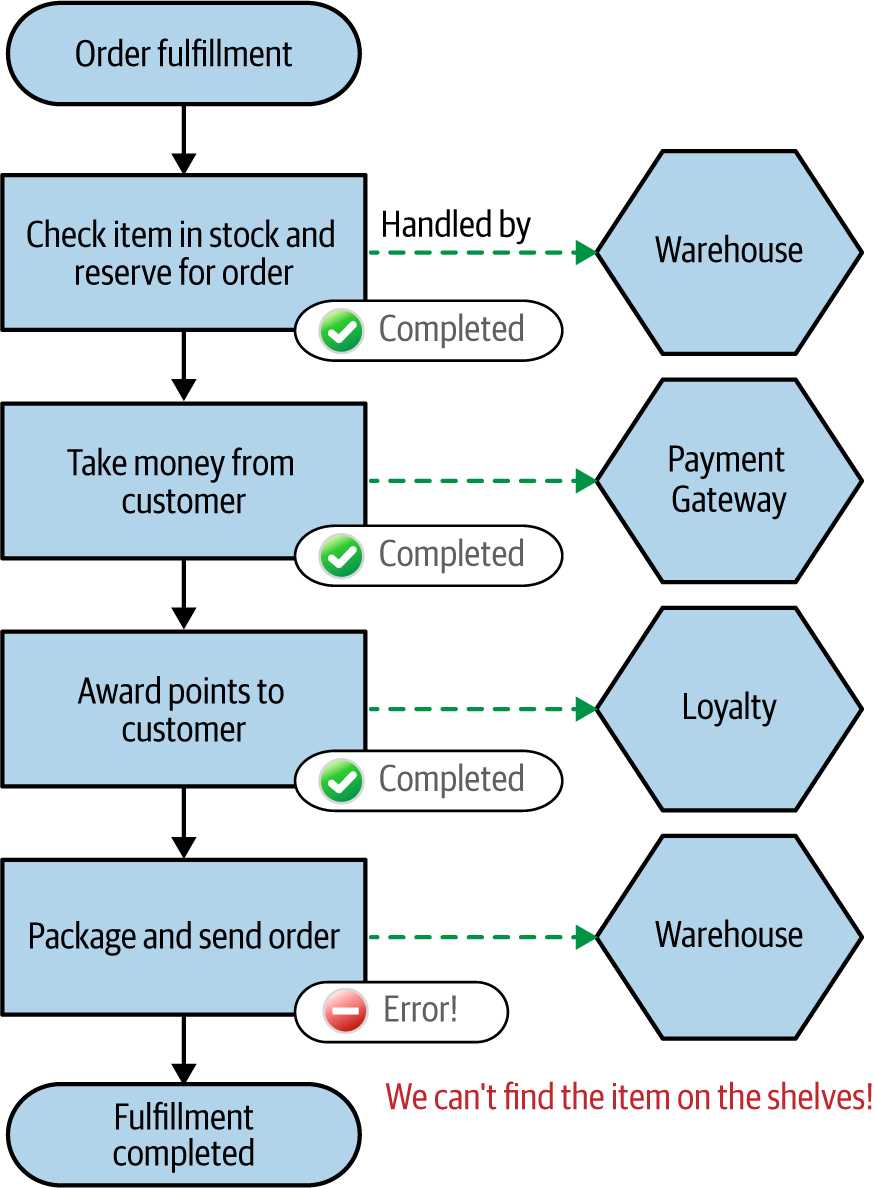 Order fulfillment
Check item in stock and
reserve for order
Handled by
Warehouse
Completed
Take money from
customer
Payment
Gateway
Completed
Award points to
customer
Loyalty
Completed
Package and send order
Warehouse
Error!
We can't find the item on the shelves!
Fulfillment
completed